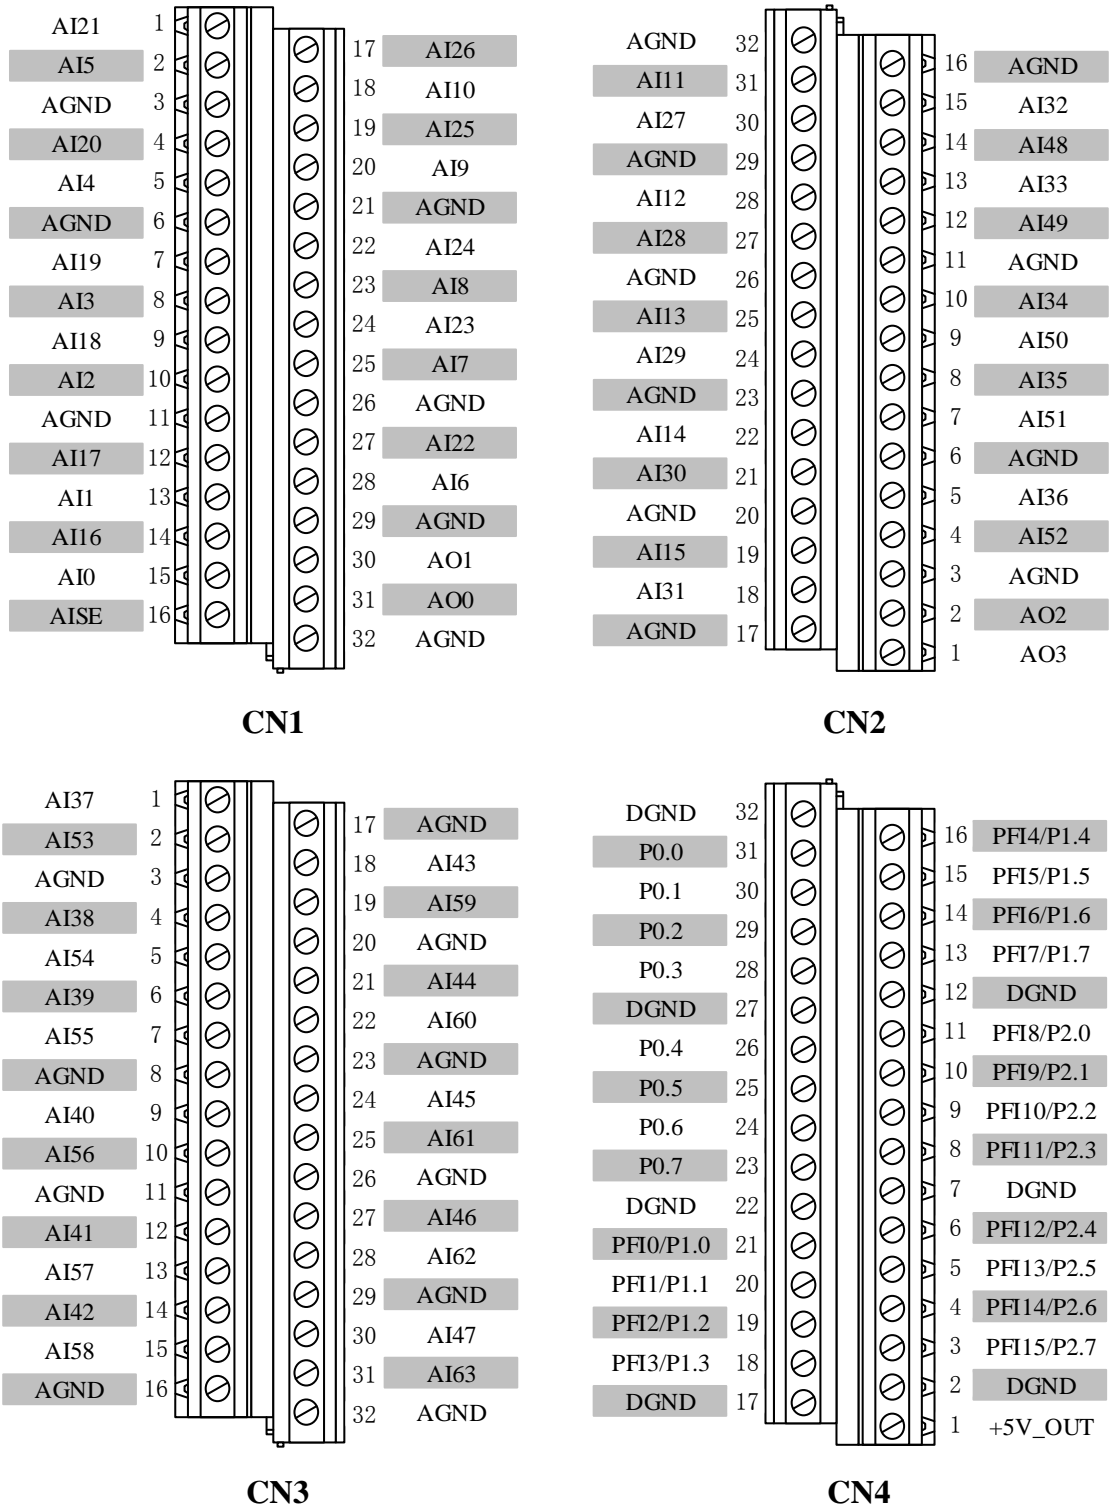 AI21 1
AI5 2
AGND 3
AI20 4
AI4 5
AGND 6
AI19 7
AI3 8
AI18 9
AI2 10
AGND 11
AI17 12
AI1 13
AI16 14
AI0 15
AISE 16
17 AI26
18 AI10
19 AI25
20 AI9
21 AGND
22 AI24
23 AI8
24 AI23
25 AI7
26 AGND
27 AI22
28 AI6
29 AGND
30 AO1
31 AO0
32 AGND
CN1
AGND 32
AI11 31
AI27 30
AGND 29
AI12 28
AI28 27
AGND 26
AI13 25
AI29 24
AGND 23
AI14 22
AI30 21
AGND 20
AI15 19
AI31 18
AGND 17
16 AGND
15 AI32
14 AI48
13 AI33
12 AI49
11 AGND
10 AI34
9 AI50
8 AI35
7 AI51
6 AGND
5 AI36
4 AI52
3 AGND
2 AO2
1 AO3
CN2
AI37 1
AI53 2
AGND 3
AI38 4
AI54 5
AI39 6
AI55 7
AGND 8
AI40 9
AI56 10
AGND 11
AI41 12
AI57 13
AI42 14
AI58 15
AGND 16
17 AGND
18 AI43
19 AI59
20 AGND
21 AI44
22 AI60
23 AGND
24 AI45
25 AI61
26 AGND
27 AI46
28 AI62
29 AGND
30 AI47
31 AI63
32 AGND
CN3
DGND 32
P0.0 31
P0.1 30
P0.2 29
P0.3 28
DGND 27
P0.4 26
P0.5 25
P0.6 24
P0.7 23
DGND 22
PFI0/P1.0 21
PFI1/P1.1 20
PFI2/P1.2 19
PFI3/P1.3 18
DGND 17
16 PFI4/P1.4
15 PFI5/P1.5
14 PFI6/P1.6
13 PFI7/P1.7
12 DGND
11 PFI8/P2.0
10 PFI9/P2.1
9 PFI10/P2.2
8 PFI11/P2.3
7 DGND
6 PFI12/P2.4
5 PFI13/P2.5
4 PFI14/P2.6
3 PFI15/P2.7
2 DGND
1 +5V_OUT
CN4